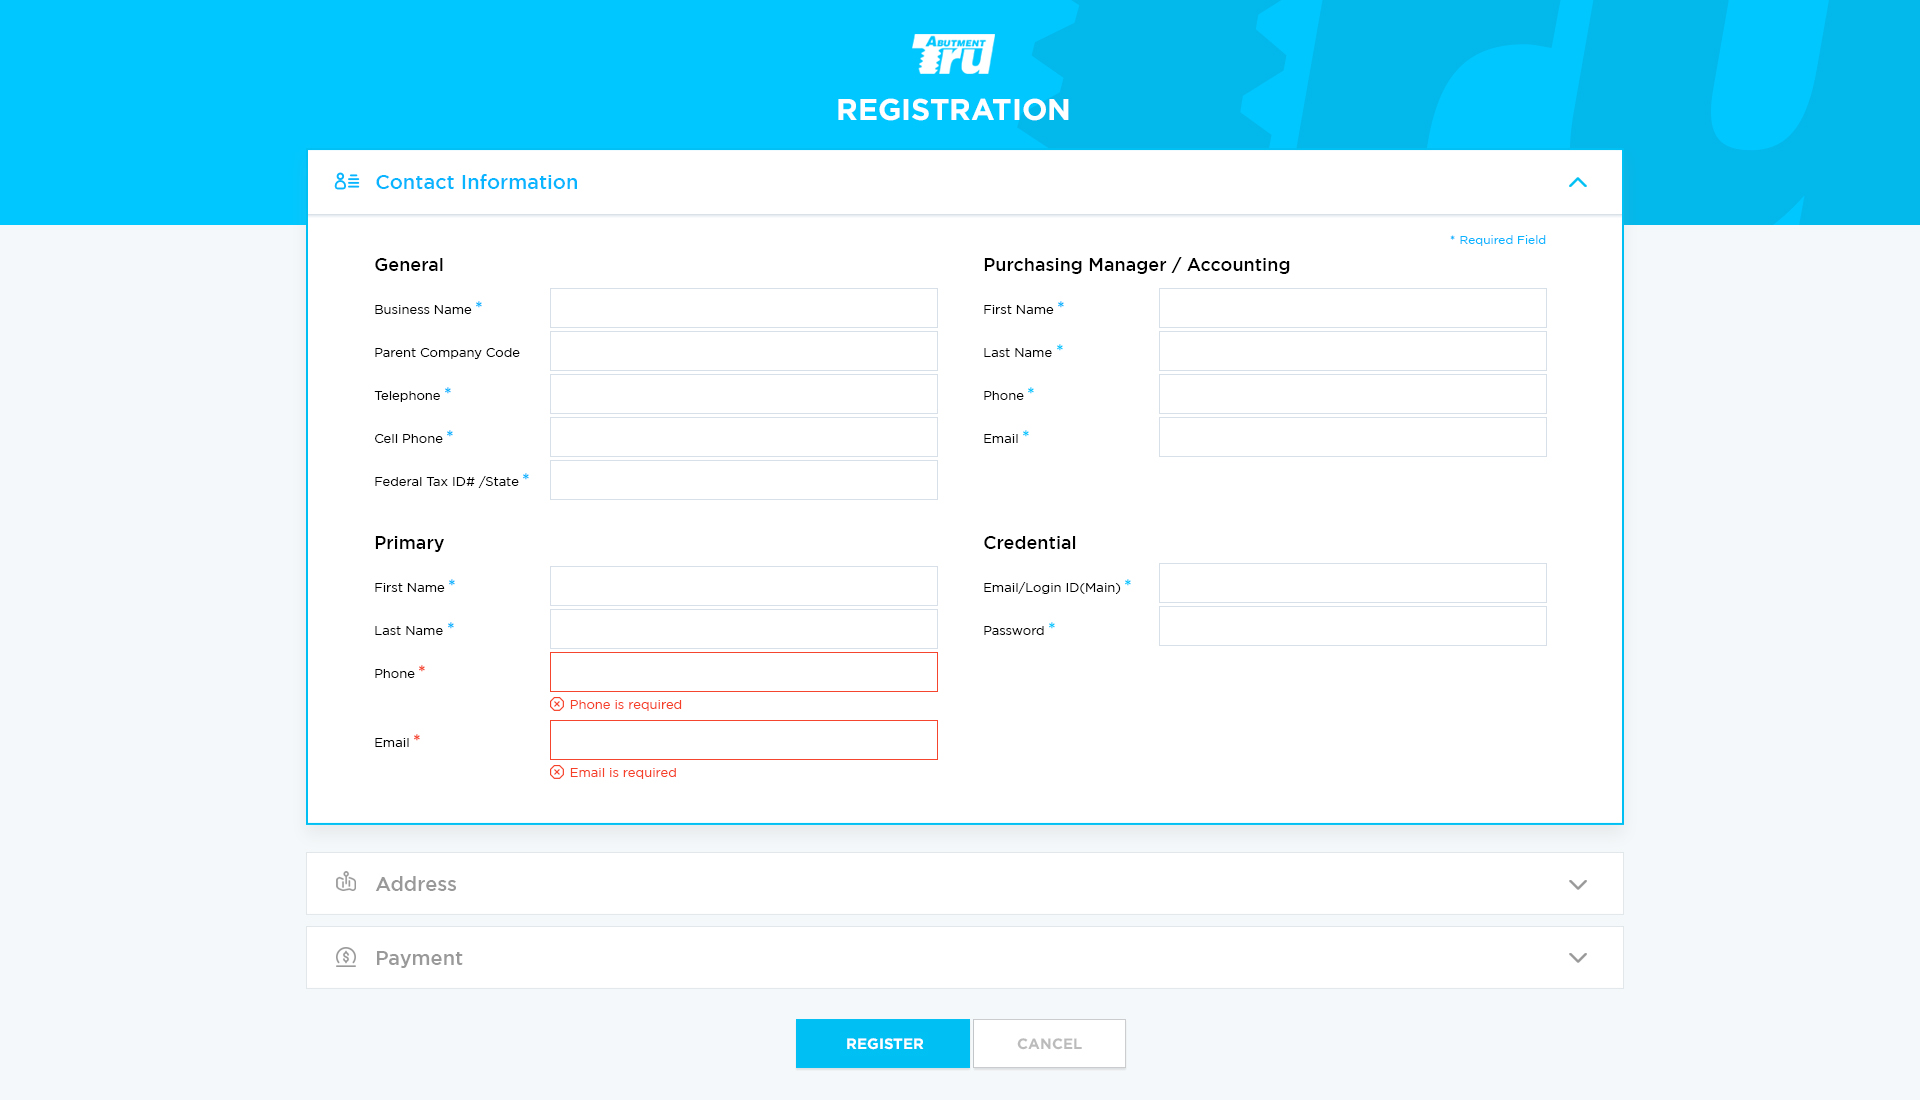 ABUTMENT
Tru
REGISTRATION
Contact Information
* Required Field
General
Business Name *
Parent Company Code
Telephone *
Cell Phone *
Federal Tax ID# /State *
Purchasing Manager / Accounting
First Name *
Last Name *
Phone *
Email *
Primary
First Name *
Last Name *
Phone *
Phone is required
Email *
Email is required
Credential
Email/Login ID(Main) *
Password *
Address
Payment
REGISTER
CANCEL